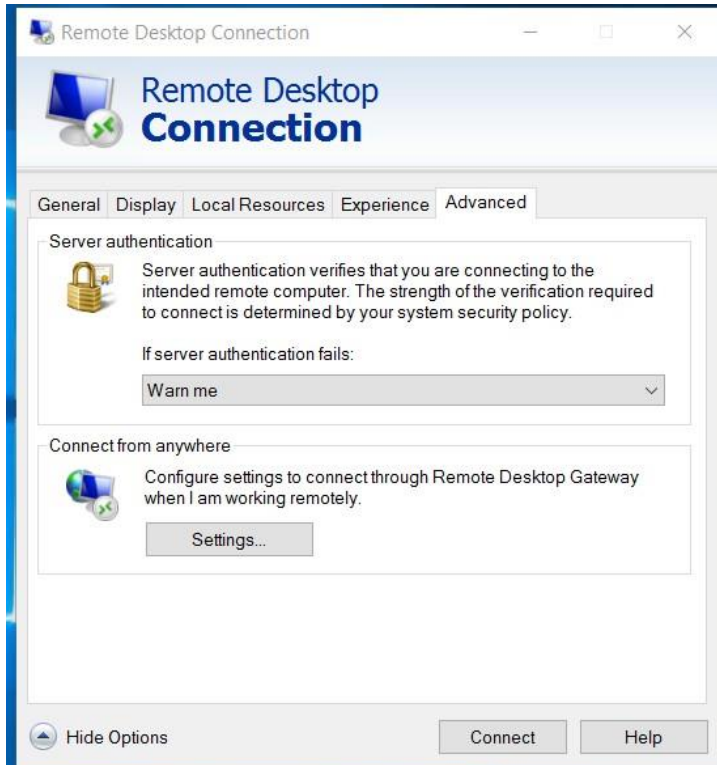 Remote Desktop Connection
Remote Desktop
Connection
General Display Local Resources Experience Advanced
Server authentication
Server authentication verifies that you are connecting to the
intended remote computer. The strength of the verification required
to connect is determined by your system security policy.
If server authentication fails:
Warn me
Connect from anywhere
Configure settings to connect through Remote Desktop Gateway
when I am working remotely.
Settings...
Hide Options Connect Help